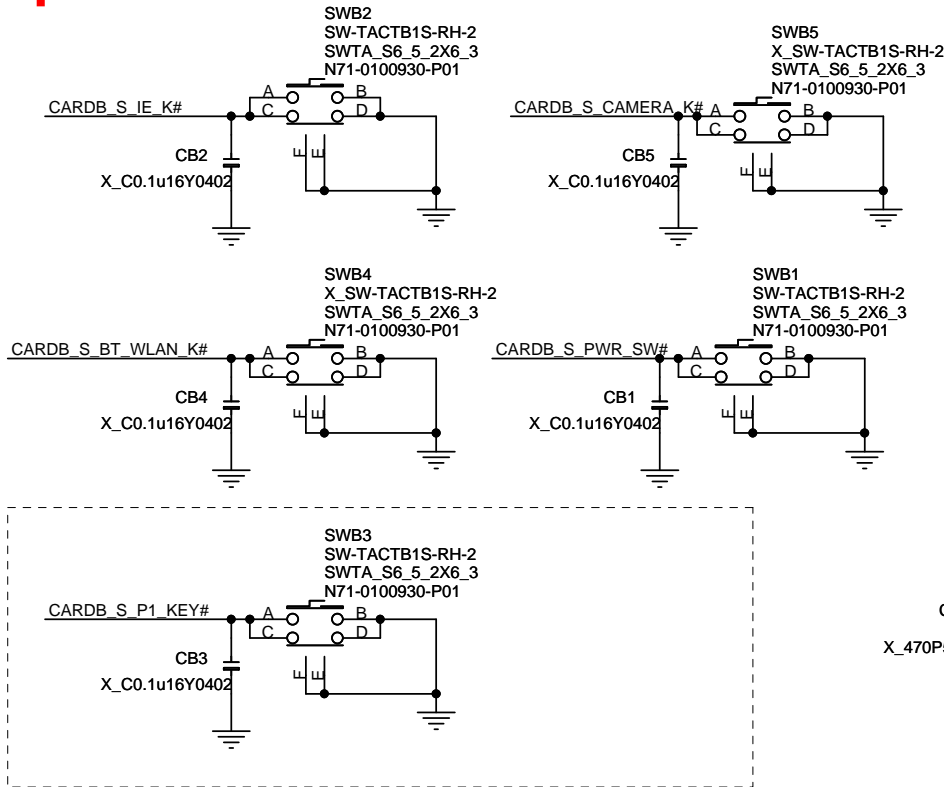 SWB2
SW-TACTB1S-RH-2
SWTA_S6_5_2X6_3
N71-0100930-P01
CARDB_S_IE_K#
A
B
C
D
F
E
CB2
X_C0.1u16Y0402
SWB5
X_SW-TACTB1S-RH-2
SWTA_S6_5_2X6_3
N71-0100930-P01
CARDB_S_CAMERA_K#
A
B
C
D
F
E
CB5
X_C0.1u16Y0402
SWB4
X_SW-TACTB1S-RH-2
SWTA_S6_5_2X6_3
N71-0100930-P01
CARDB_S_BT_WLAN_K#
A
B
C
D
F
E
CB4
X_C0.1u16Y0402
SWB1
SW-TACTB1S-RH-2
SWTA_S6_5_2X6_3
N71-0100930-P01
CARDB_S_PWR_SW#
A
B
C
D
F
E
CB1
X_C0.1u16Y0402
SWB3
SW-TACTB1S-RH-2
SWTA_S6_5_2X6_3
N71-0100930-P01
CARDB_S_P1_KEY#
A
B
C
D
F
E
CB3
X_C0.1u16Y0402